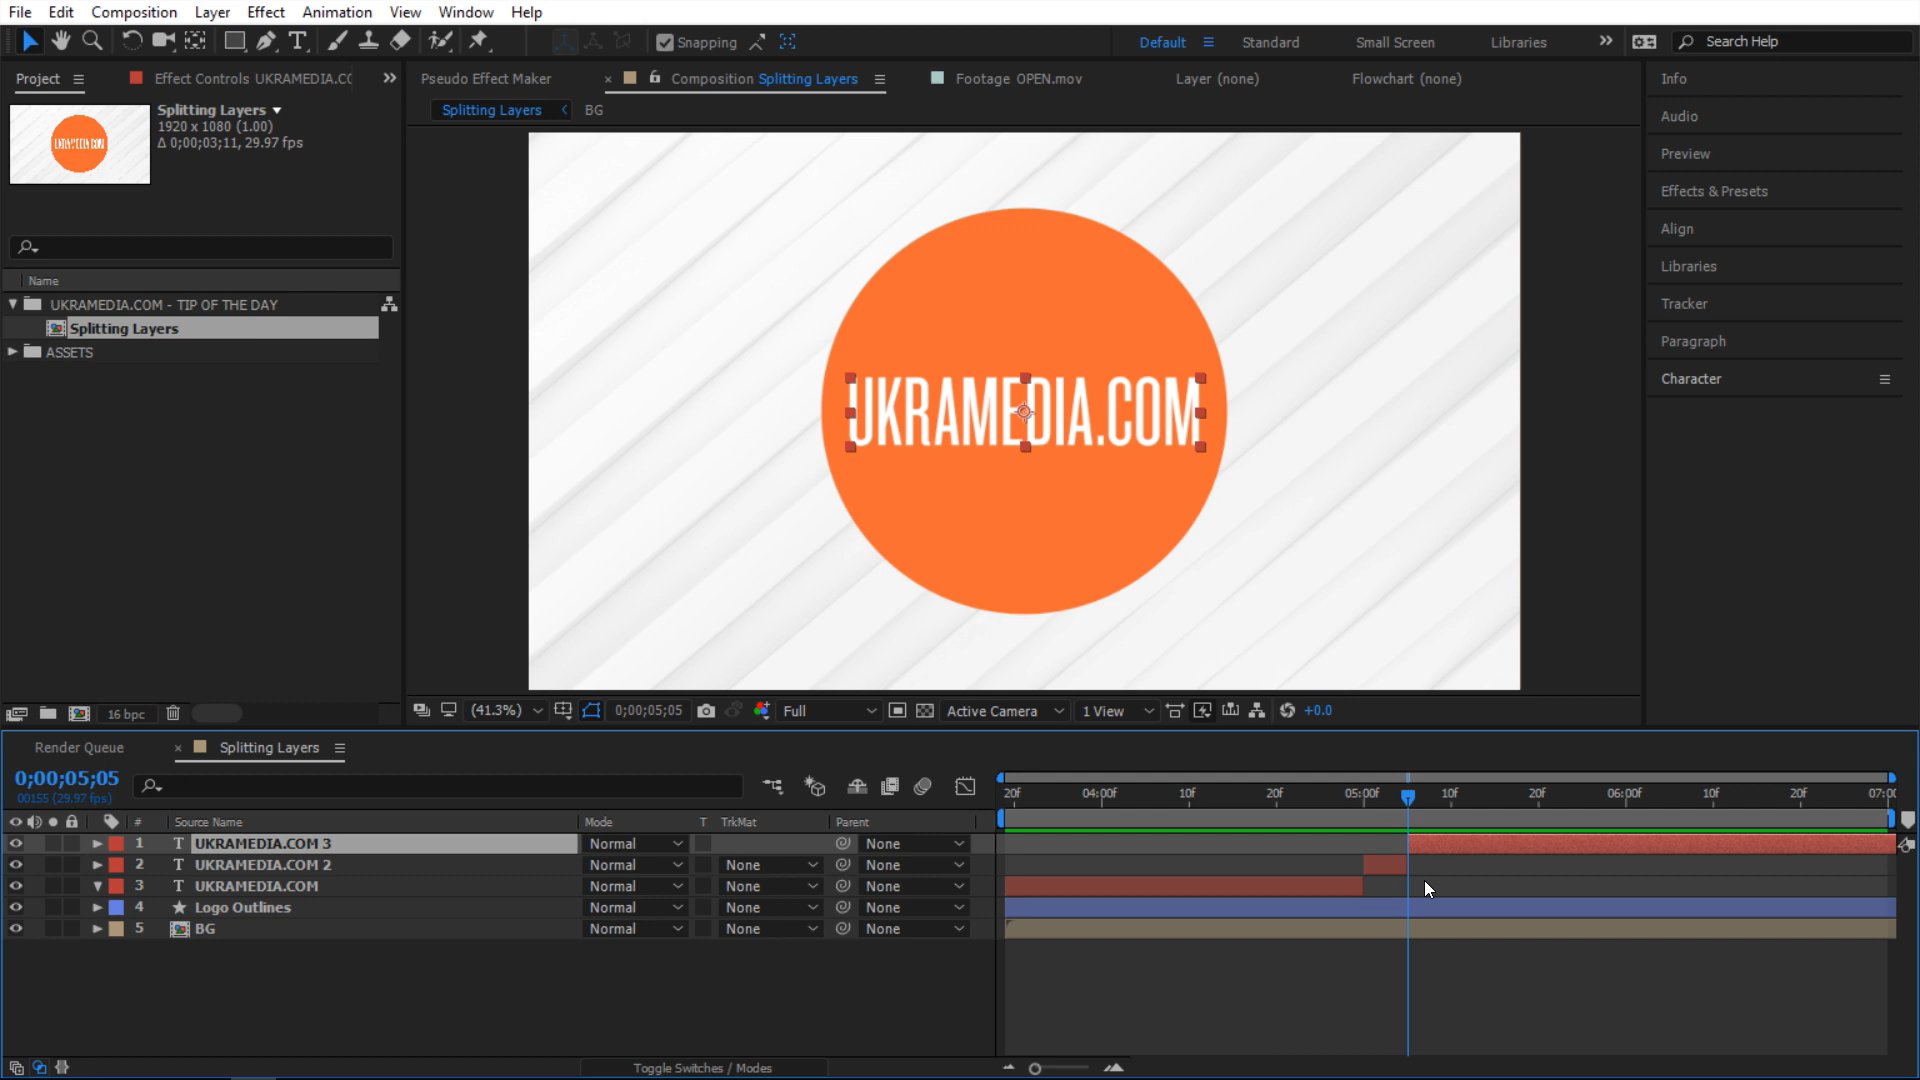 File Edit Composition Layer Effect Animation View Window Help
Snapping Default Standard Small Screen Libraries Search Help
Project Effect Controls UKRAMEDIA.CO Pseudo Effect Maker Composition Splitting Layers Footage OPEN.mov Layer (none) Flowchart (none) Info
Splitting Layers
1920 x 1080 (1.00)
Δ 0;00;03;11, 29.97 fps
Splitting Layers BG
Audio
Preview
Effects & Presets
Align
Libraries
Tracker
Paragraph
Character
Name
UKRAMEDIA.COM - TIP OF THE DAY
Splitting Layers
ASSETS
UKRAMEDIA.COM
16 bpc (41.3%) 0;00;05;05 Full Active Camera 1 View +0.0
Render Queue Splitting Layers
0;00;05;05
00155 (29.97 fps)
20f 04:00f 10f 20f 05:00f 10f 20f 06:00f 10f 20f 07:00
# Source Name Mode T TrkMat Parent
1 T UKRAMEDIA.COM 3 Normal None
2 T UKRAMEDIA.COM 2 Normal None None
3 T UKRAMEDIA.COM Normal None None
4 Logo Outlines Normal None None
5 BG Normal None None
Toggle Switches / Modes